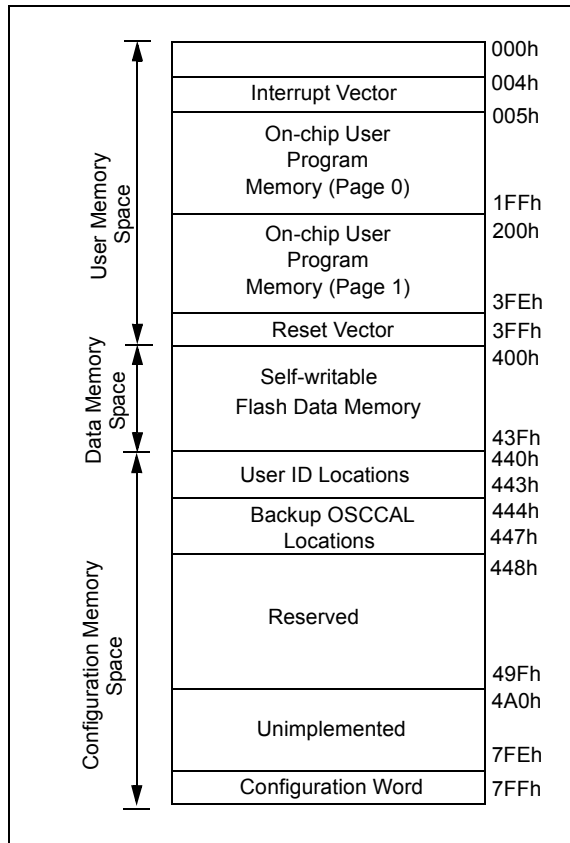 000h
004h
Interrupt Vector
005h
On-chip User
Program
Memory (Page 0)
1FFh
200h
On-chip User
Program
Memory (Page 1)
3FEh
Reset Vector
3FFh
400h
Self-writable
Flash Data Memory
43Fh
440h
User ID Locations
443h
444h
Backup OSCCAL
Locations
447h
448h
Reserved
49Fh
4A0h
Unimplemented
7FEh
Configuration Word
7FFh
User Memory
Space
Data Memory
Space
Configuration Memory
Space